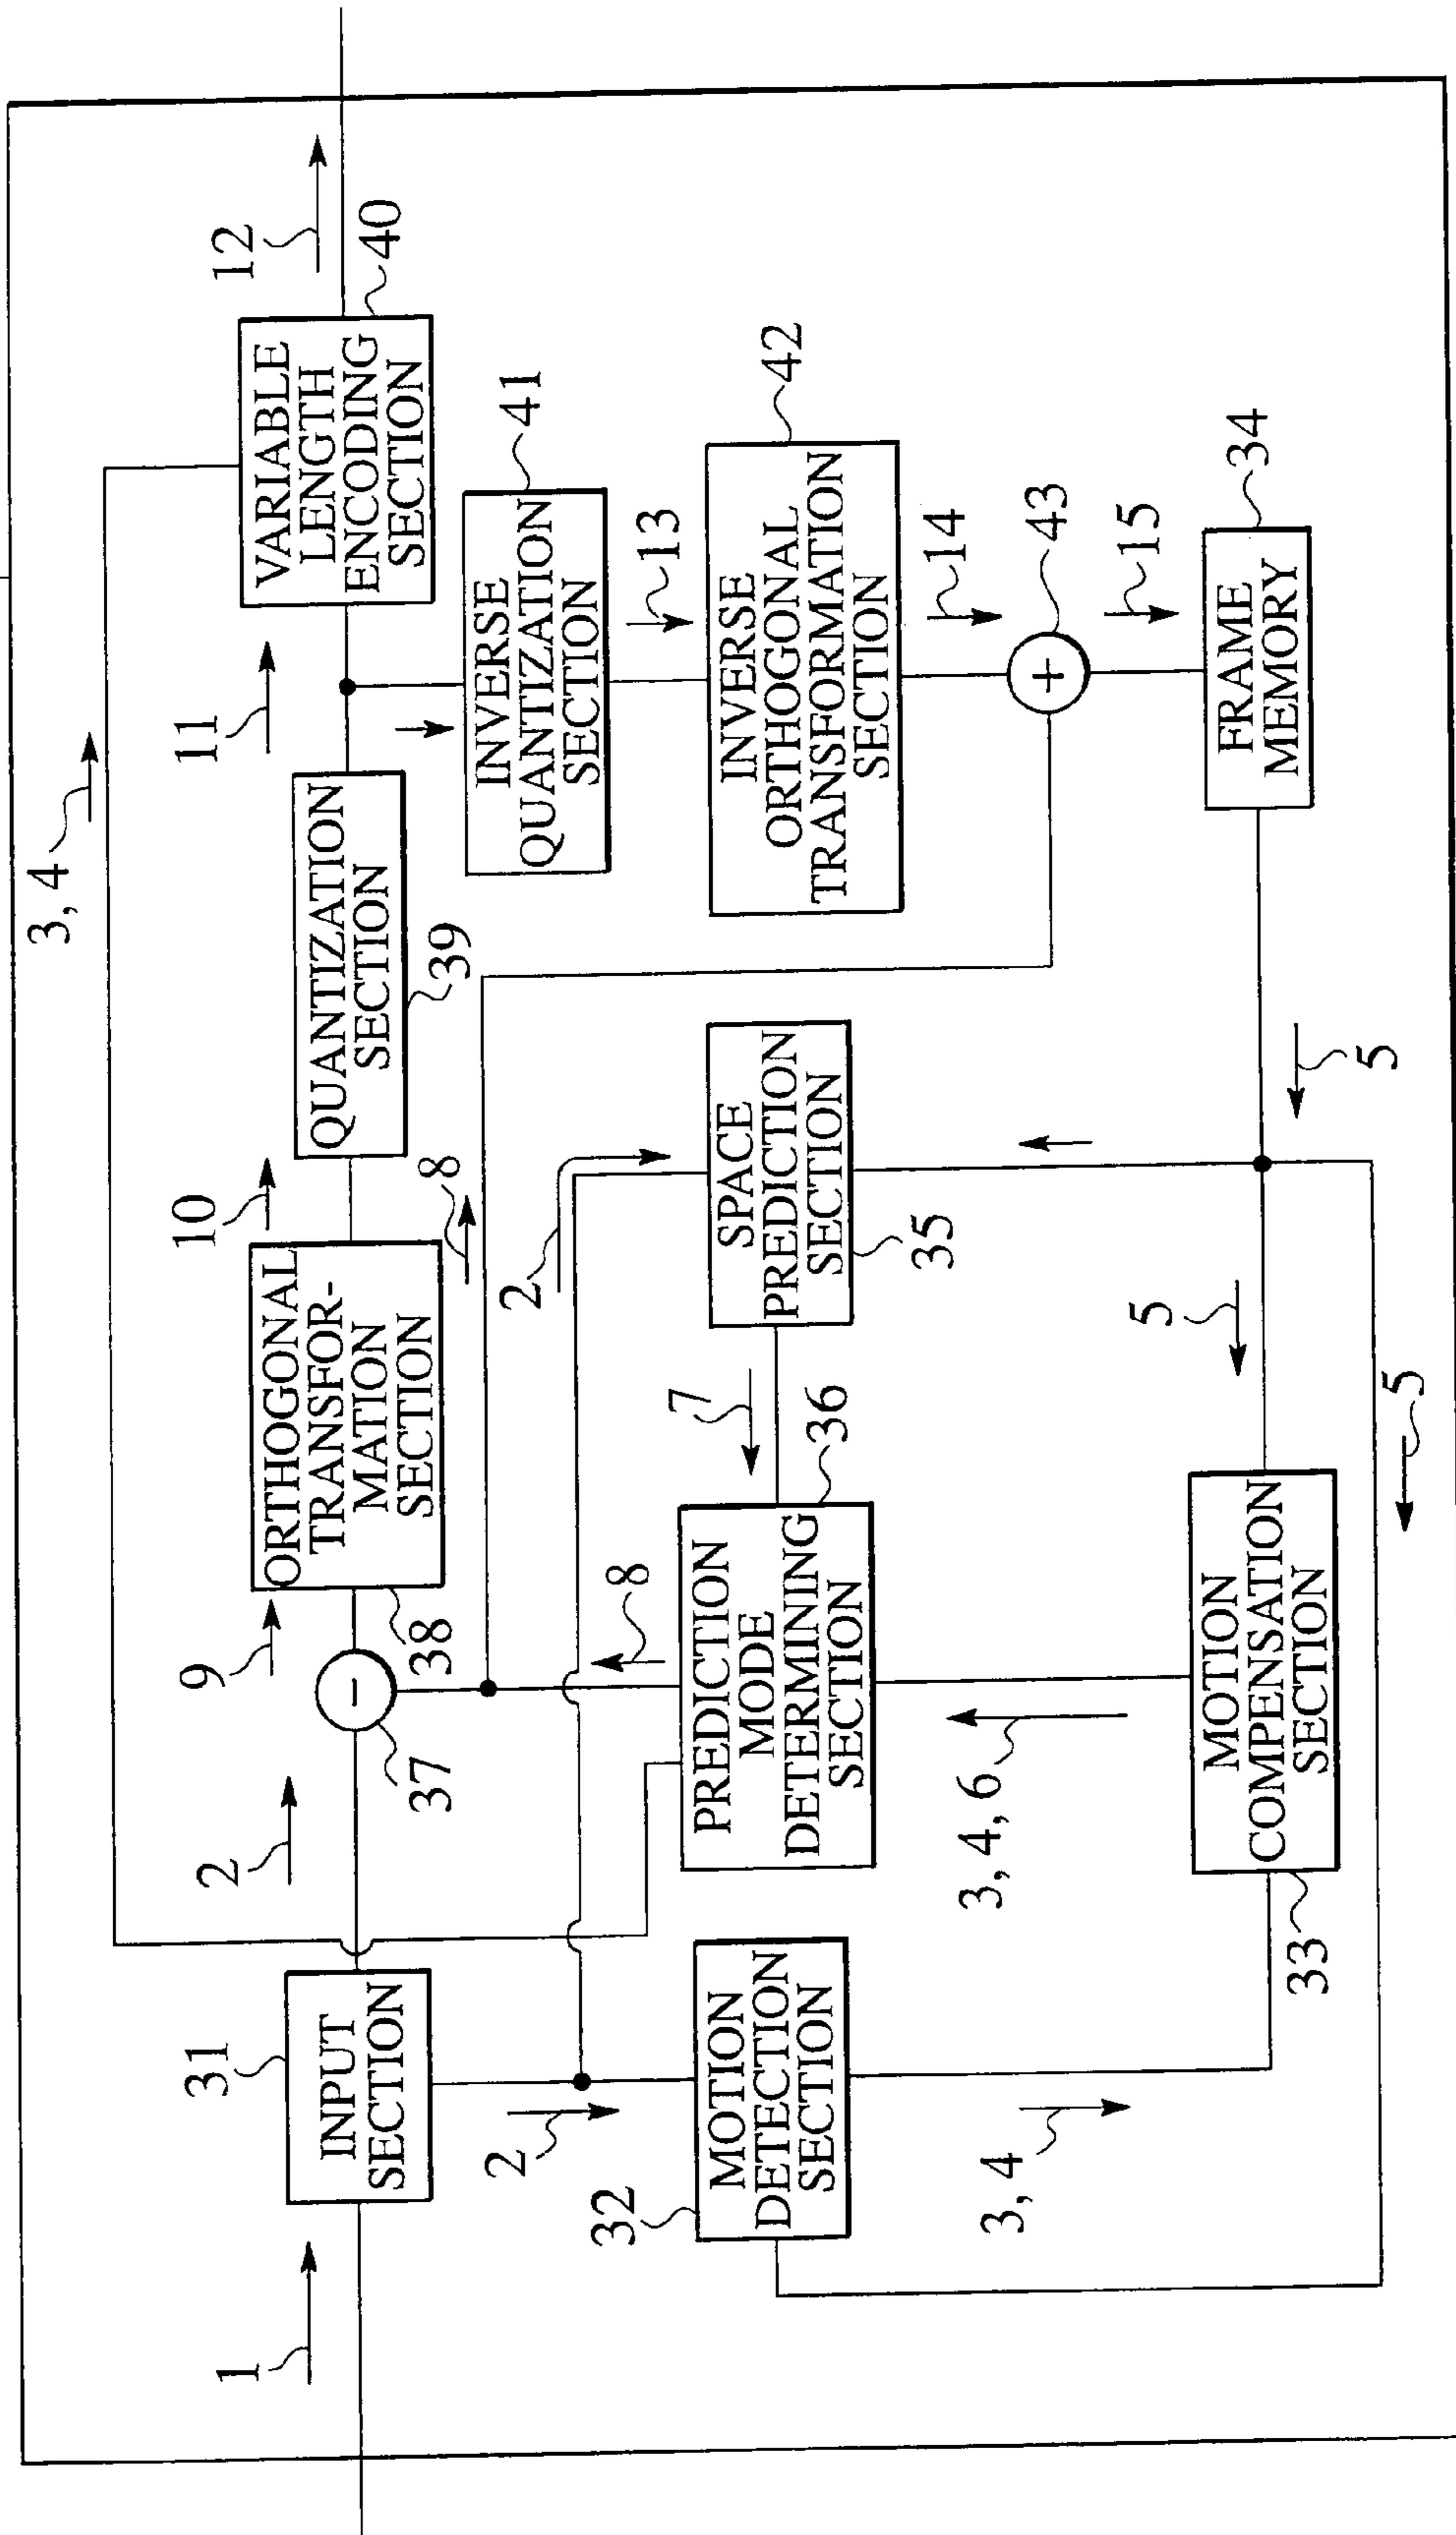 3, 4
1
31
INPUT
SECTION
2
9
37
38
ORTHOGONAL
TRANSFOR-
MATION
SECTION
10
QUANTIZATION
SECTION
39
11
VARIABLE
LENGTH
ENCODING
SECTION
40
12
2
8
8
2
32
MOTION
DETECTION
SECTION
3, 4
PREDICTION
MODE
DETERMINING
SECTION
36
7
SPACE
PREDICTION
SECTION
35
INVERSE
QUANTIZATION
SECTION
41
13
INVERSE
ORTHOGONAL
TRANSFORMATION
SECTION
42
14
+
43
15
3, 4, 6
33
MOTION
COMPENSATION
SECTION
5
5
5
FRAME
MEMORY
34